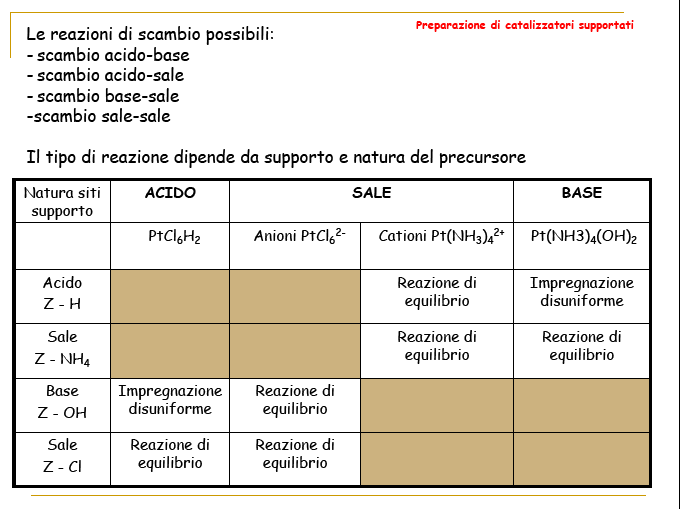 Preparazione di catalizzatori supportati
Le reazioni di scambio possibili:
- scambio acido-base
- scambio acido-sale
- scambio base-sale
-scambio sale-sale
Il tipo di reazione dipende da supporto e natura del precursore
Natura siti supporto | ACIDO | SALE | BASE
PtCl₆H₂ | Anioni PtCl₆²⁻ | Cationi Pt(NH₃)₄²⁺ | Pt(NH3)₄(OH)₂
Acido Z - H | Reazione di equilibrio | Impregnazione disuniforme
Sale Z - NH₄ | Reazione di equilibrio | Reazione di equilibrio
Base Z - OH | Impregnazione disuniforme | Reazione di equilibrio
Sale Z - Cl | Reazione di equilibrio | Reazione di equilibrio